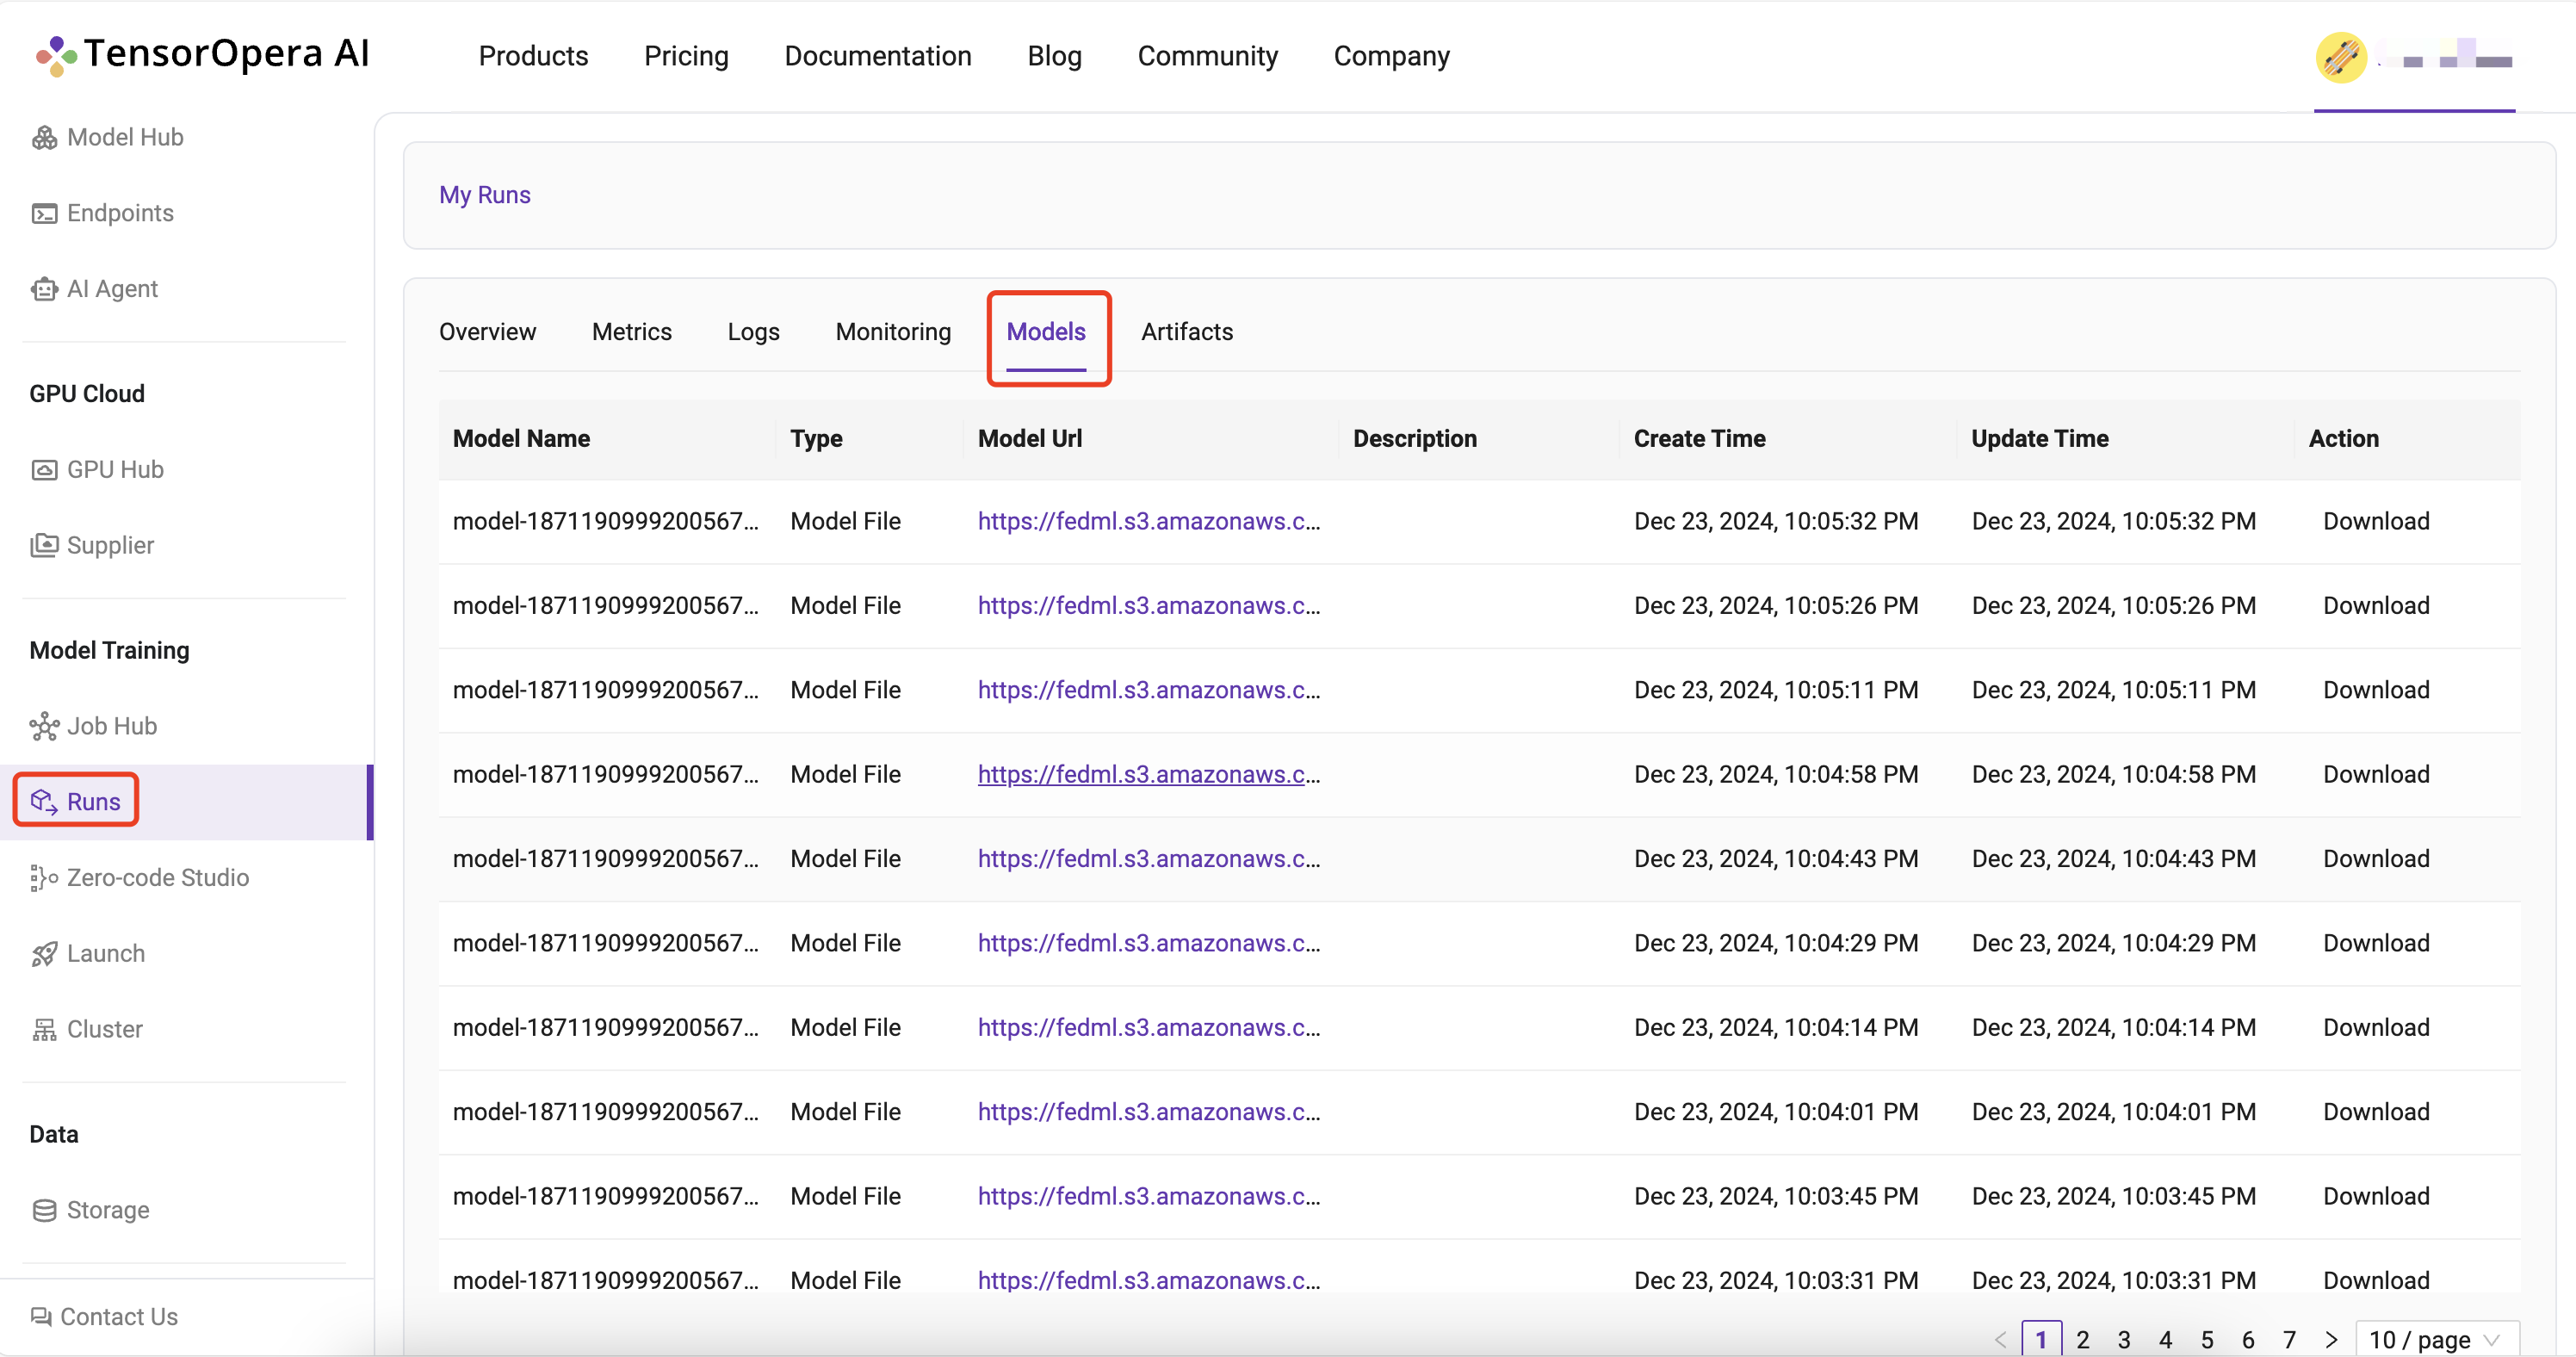 TensorOpera AI
Products Pricing Documentation Blog Community Company
Model Hub
Endpoints
AI Agent
GPU Cloud
GPU Hub
Supplier
Model Training
Job Hub
Runs
Zero-code Studio
Launch
Cluster
Data
Storage
Contact Us
My Runs
Overview Metrics Logs Monitoring Models Artifacts
Model Name Type Model Url Description Create Time Update Time Action
model-1871190999200567... Model File https://fedml.s3.amazonaws.c... Dec 23, 2024, 10:05:32 PM Dec 23, 2024, 10:05:32 PM Download
model-1871190999200567... Model File https://fedml.s3.amazonaws.c... Dec 23, 2024, 10:05:26 PM Dec 23, 2024, 10:05:26 PM Download
model-1871190999200567... Model File https://fedml.s3.amazonaws.c... Dec 23, 2024, 10:05:11 PM Dec 23, 2024, 10:05:11 PM Download
model-1871190999200567... Model File https://fedml.s3.amazonaws.c... Dec 23, 2024, 10:04:58 PM Dec 23, 2024, 10:04:58 PM Download
model-1871190999200567... Model File https://fedml.s3.amazonaws.c... Dec 23, 2024, 10:04:43 PM Dec 23, 2024, 10:04:43 PM Download
model-1871190999200567... Model File https://fedml.s3.amazonaws.c... Dec 23, 2024, 10:04:29 PM Dec 23, 2024, 10:04:29 PM Download
model-1871190999200567... Model File https://fedml.s3.amazonaws.c... Dec 23, 2024, 10:04:14 PM Dec 23, 2024, 10:04:14 PM Download
model-1871190999200567... Model File https://fedml.s3.amazonaws.c... Dec 23, 2024, 10:04:01 PM Dec 23, 2024, 10:04:01 PM Download
model-1871190999200567... Model File https://fedml.s3.amazonaws.c... Dec 23, 2024, 10:03:45 PM Dec 23, 2024, 10:03:45 PM Download
model-1871190999200567... Model File https://fedml.s3.amazonaws.c... Dec 23, 2024, 10:03:31 PM Dec 23, 2024, 10:03:31 PM Download
< 1 2 3 4 5 6 7 > 10 / page